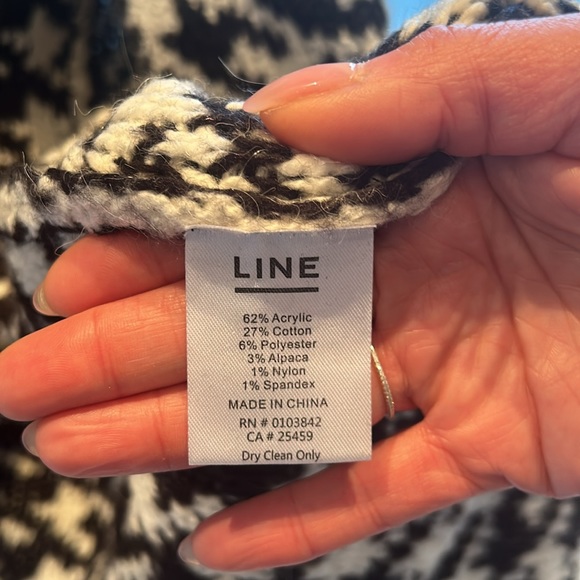 LINE
62% Acrylic
27% Cotton
6% Polyester
3% Alpaca
1% Nylon
1% Spandex
MADE IN CHINA
RN # 0103842
CA # 25459
Dry Clean Only